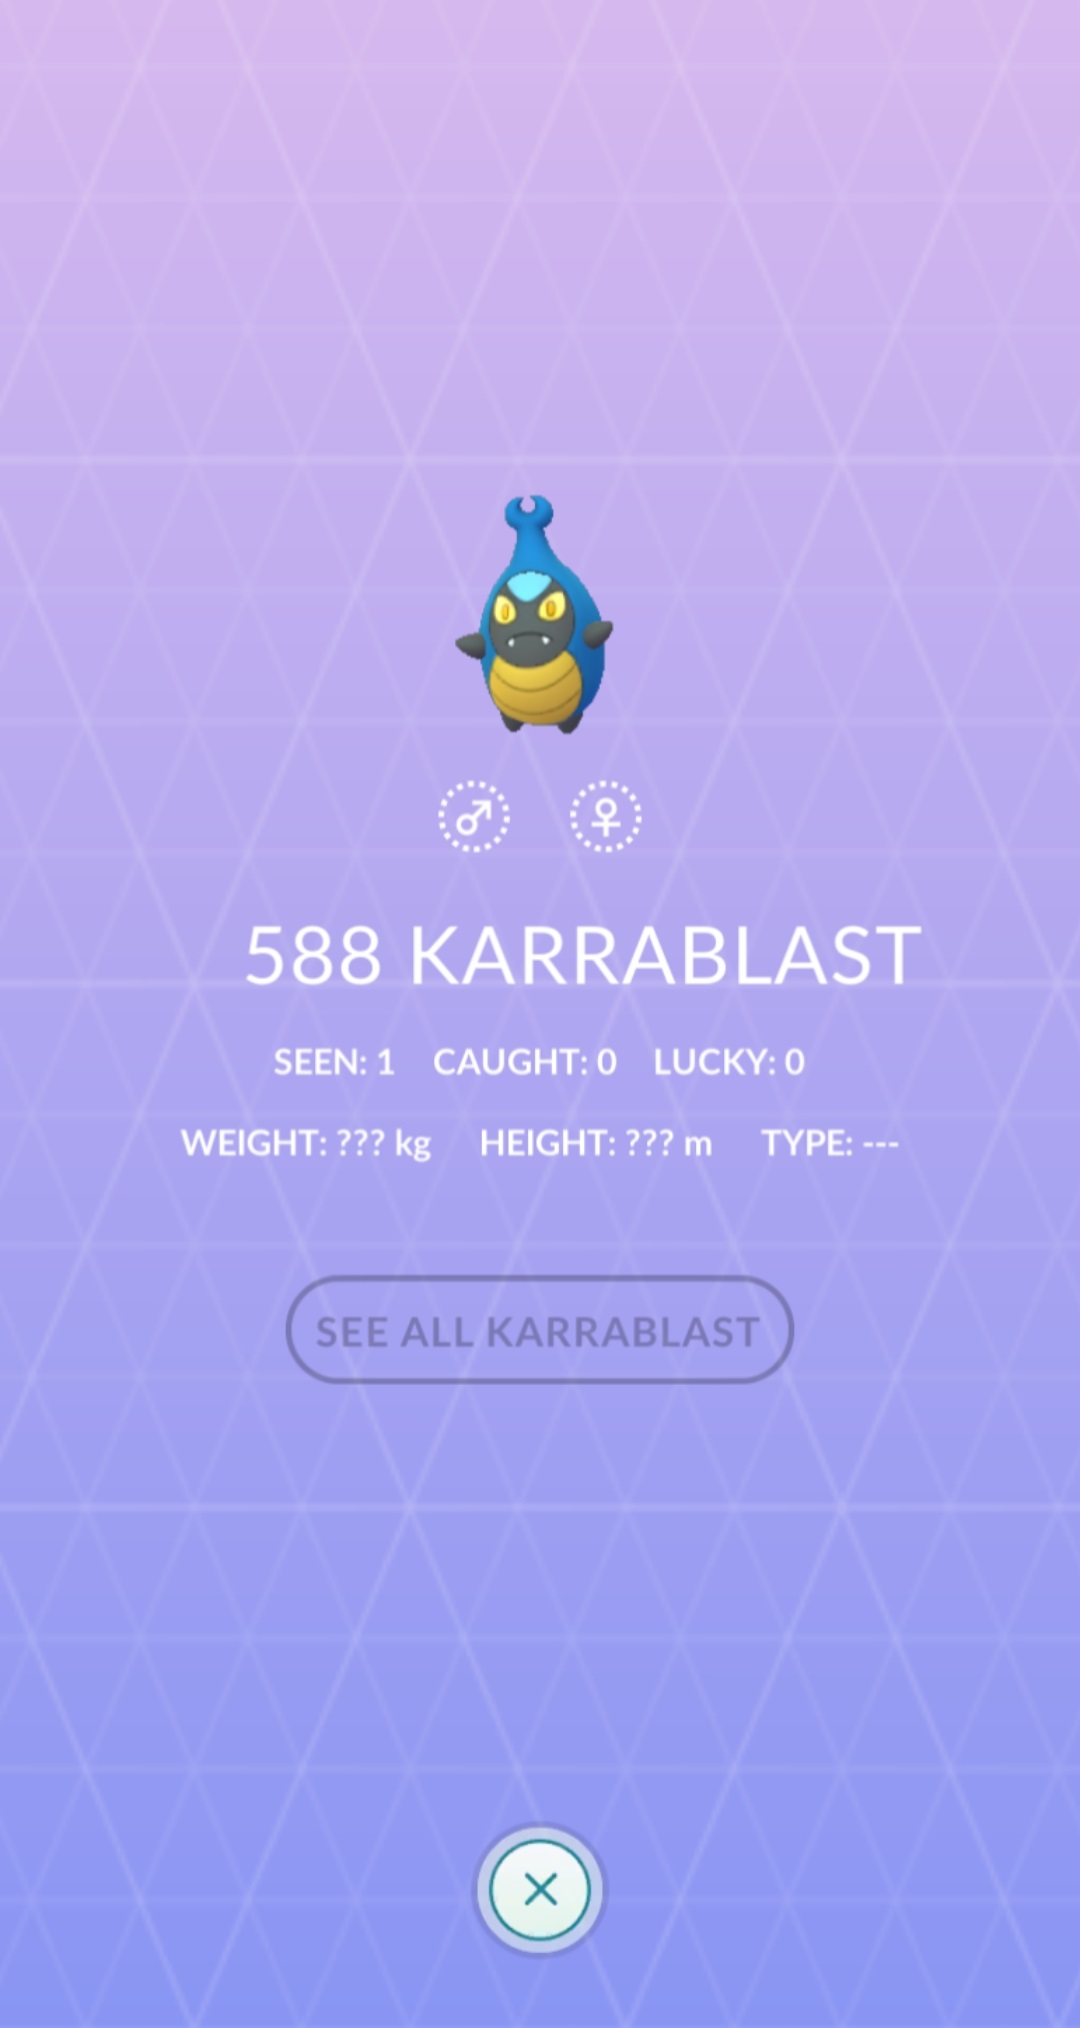 588 KARRABLAST
SEEN: 1 CAUGHT: 0 LUCKY: 0
WEIGHT: ??? kg HEIGHT: ??? m TYPE: ---
SEE ALL KARRABLAST